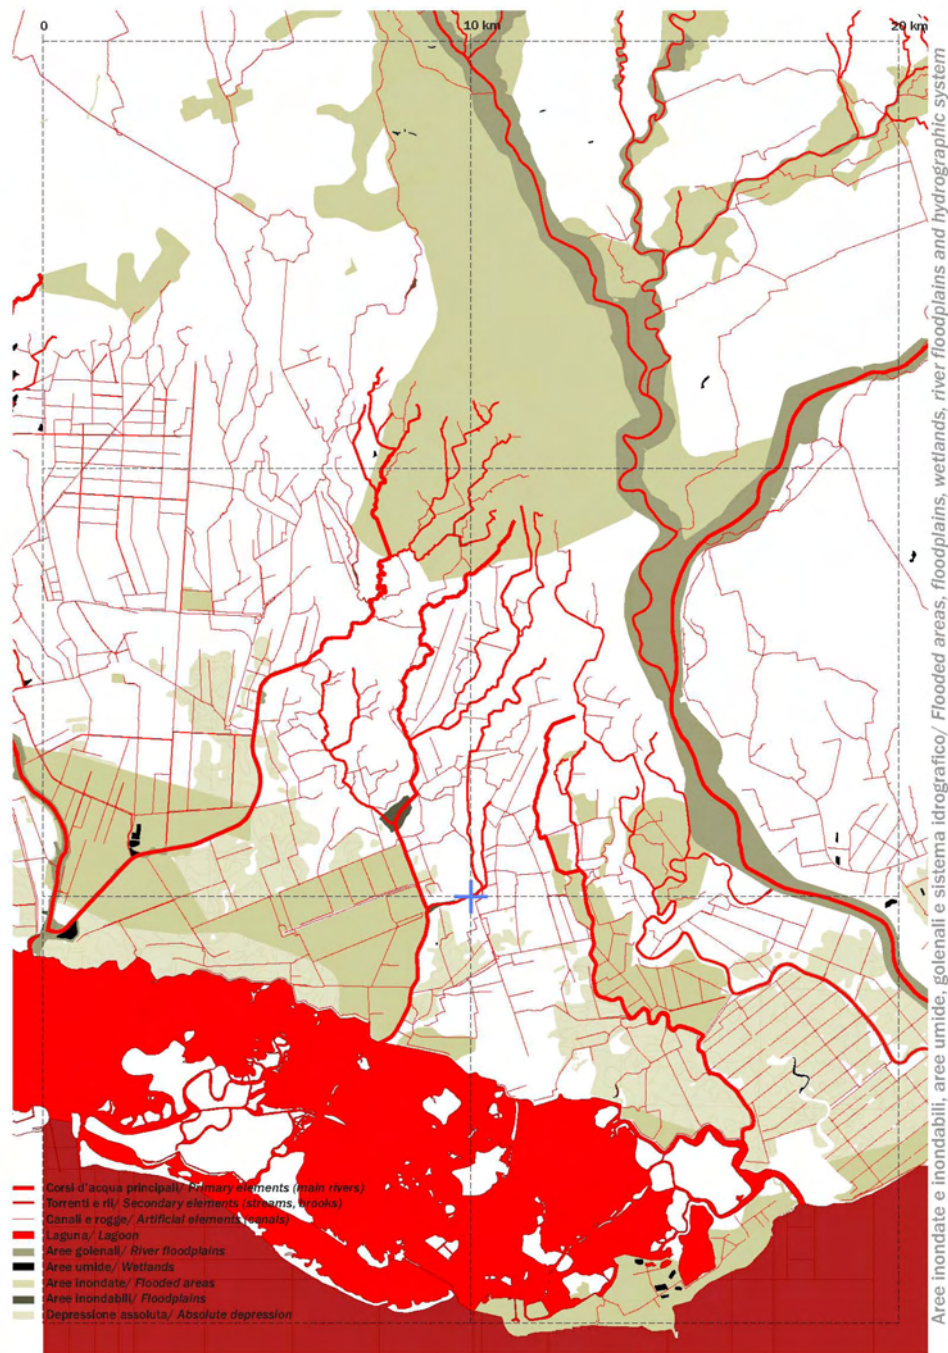 0
10 km
20 km
Aree inondate e inondabili, aree umide, golenali e sistema idrografico/ Flooded areas, floodplains, wetlands, river floodplains and hydrographic system
Corsi d'acqua principali/ Primary elements (main rivers)
Torrenti e rii/ Secondary elements (streams, brooks)
Canali e rogge/ Artificial elements (canals)
Laguna/ Lagoon
Aree golenali/ River floodplains
Aree umide/ Wetlands
Aree inondate/ Flooded areas
Aree inondabili/ Floodplains
Depressione assoluta/ Absolute depression